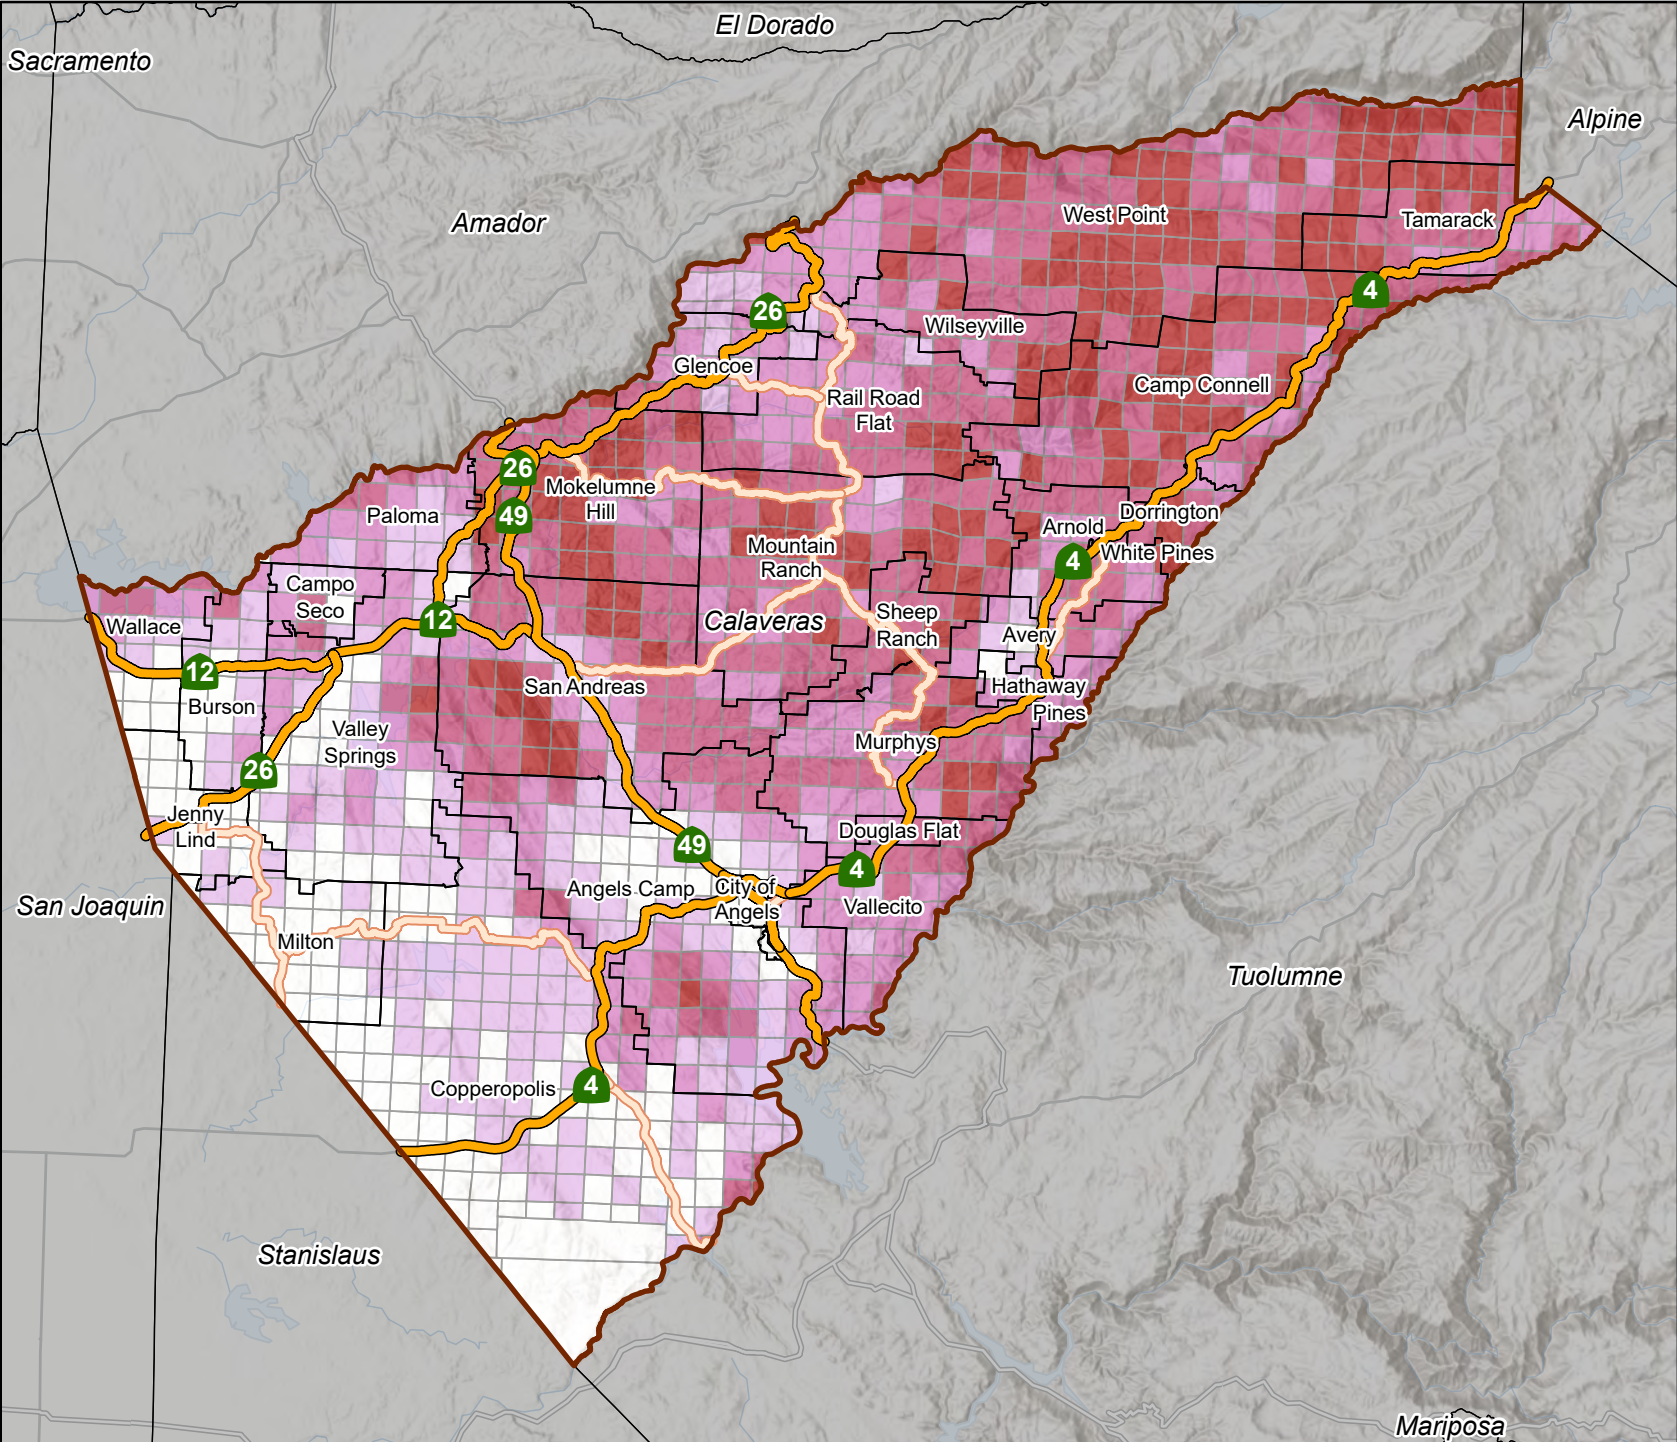 El Dorado
Sacramento
Alpine
Amador
West Point
Tamarack
4
26
Wilseyville
Glencoe
Camp Connell
Rail Road
Flat
26
Mokelumne
Hill
49
Paloma
Dorrington
Arnold
White Pines
4
Mountain
Ranch
Campo
Seco
12
Calaveras
Sheep
Ranch
Wallace
Avery
12
San Andreas
Hathaway
Pines
Burson
Valley
Springs
Murphys
26
Jenny
Lind
Douglas Flat
49
4
Angels Camp
City of
Angels
Vallecito
San Joaquin
Milton
Tuolumne
Copperopolis
4
Stanislaus
Mariposa